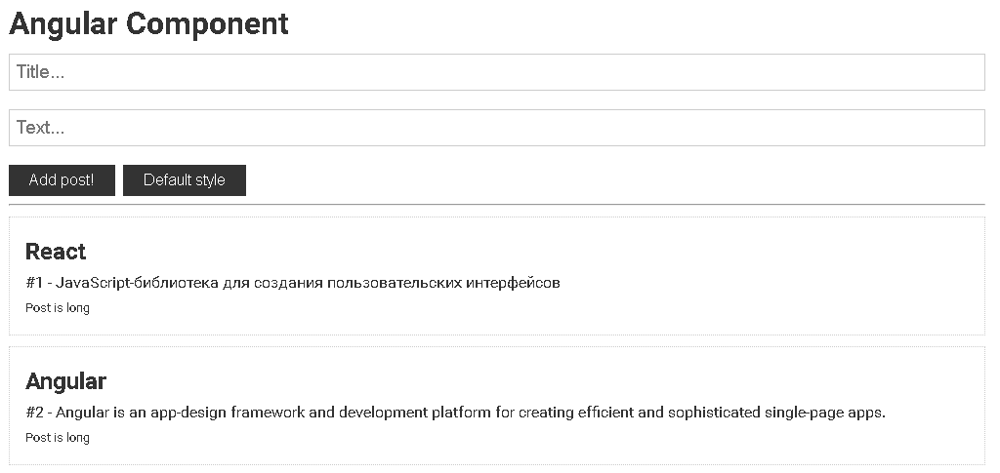 Angular Component
Title...
Text...
Add post! Default style
React
#1 - JavaScript-библиотека для создания пользовательских интерфейсов
Post is long
Angular
#2 - Angular is an app-design framework and development platform for creating efficient and sophisticated single-page apps.
Post is long